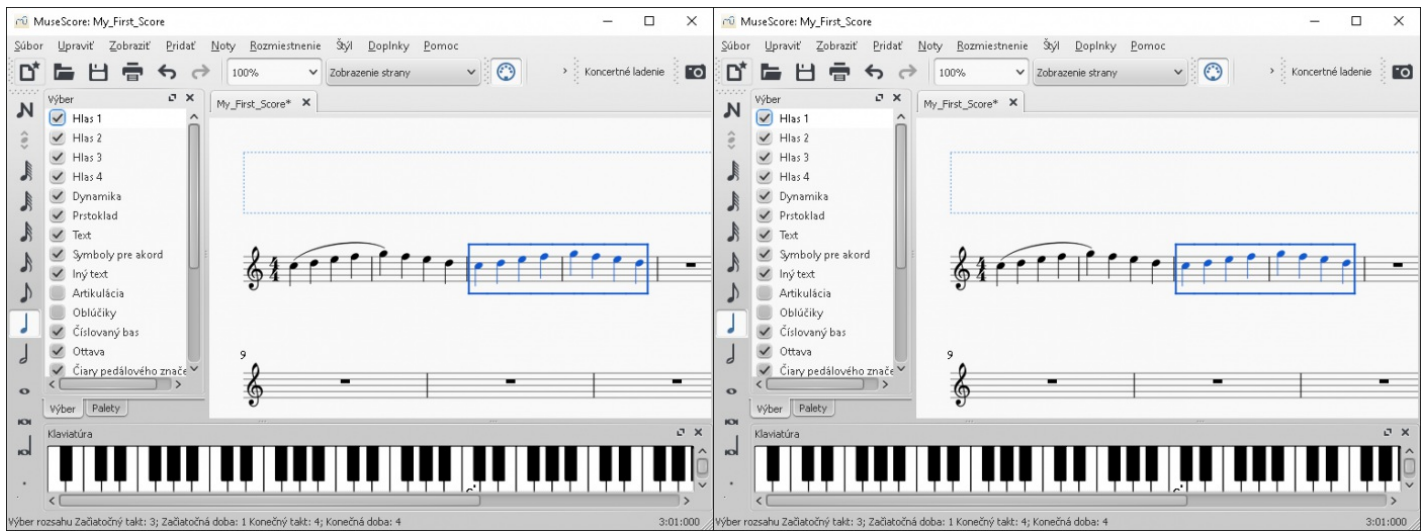 MuseScore: My_First_Score
Súbor Upraviť Zobraziť Pridať Noty Rozmiestnenie Štýl Doplnky Pomoc
100% Zobrazenie strany Koncertné ladenie
Výber
My_First_Score*
Hlas 1
Hlas 2
Hlas 3
Hlas 4
Dynamika
Prstoklad
Text
Symboly pre akord
Iný text
Artikulácia
Oblúčiky
Číslovaný bas
Ottava
Čiary pedálového znače
9
Výber Palety
Klaviatúra
Výber rozsahu Začiatočný takt: 3; Začiatočná doba: 1 Konečný takt: 4; Konečná doba: 4 3:01:000
MuseScore: My_First_Score
Súbor Upraviť Zobraziť Pridať Noty Rozmiestnenie Štýl Doplnky Pomoc
100% Zobrazenie strany Koncertné ladenie
Výber
My_First_Score*
Hlas 1
Hlas 2
Hlas 3
Hlas 4
Dynamika
Prstoklad
Text
Symboly pre akord
Iný text
Artikulácia
Oblúčiky
Číslovaný bas
Ottava
Čiary pedálového znače
9
Výber Palety
Klaviatúra
Výber rozsahu Začiatočný takt: 3; Začiatočná doba: 1 Konečný takt: 4; Konečná doba: 4 3:01:000